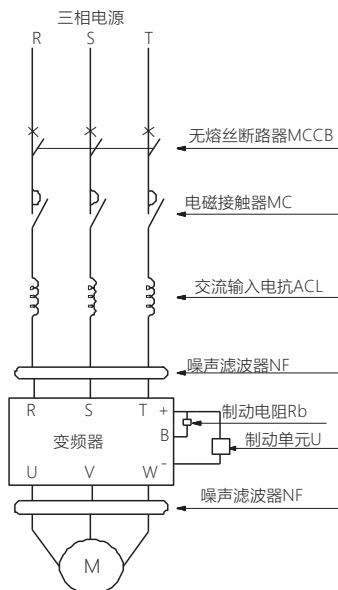 三相电源
R S T
无熔丝断路器MCCB
电磁接触器MC
交流输入电抗ACL
噪声滤波器NF
R S T +
制动电阻Rb
变频器 B
制动单元U
U V W -
噪声滤波器NF
M